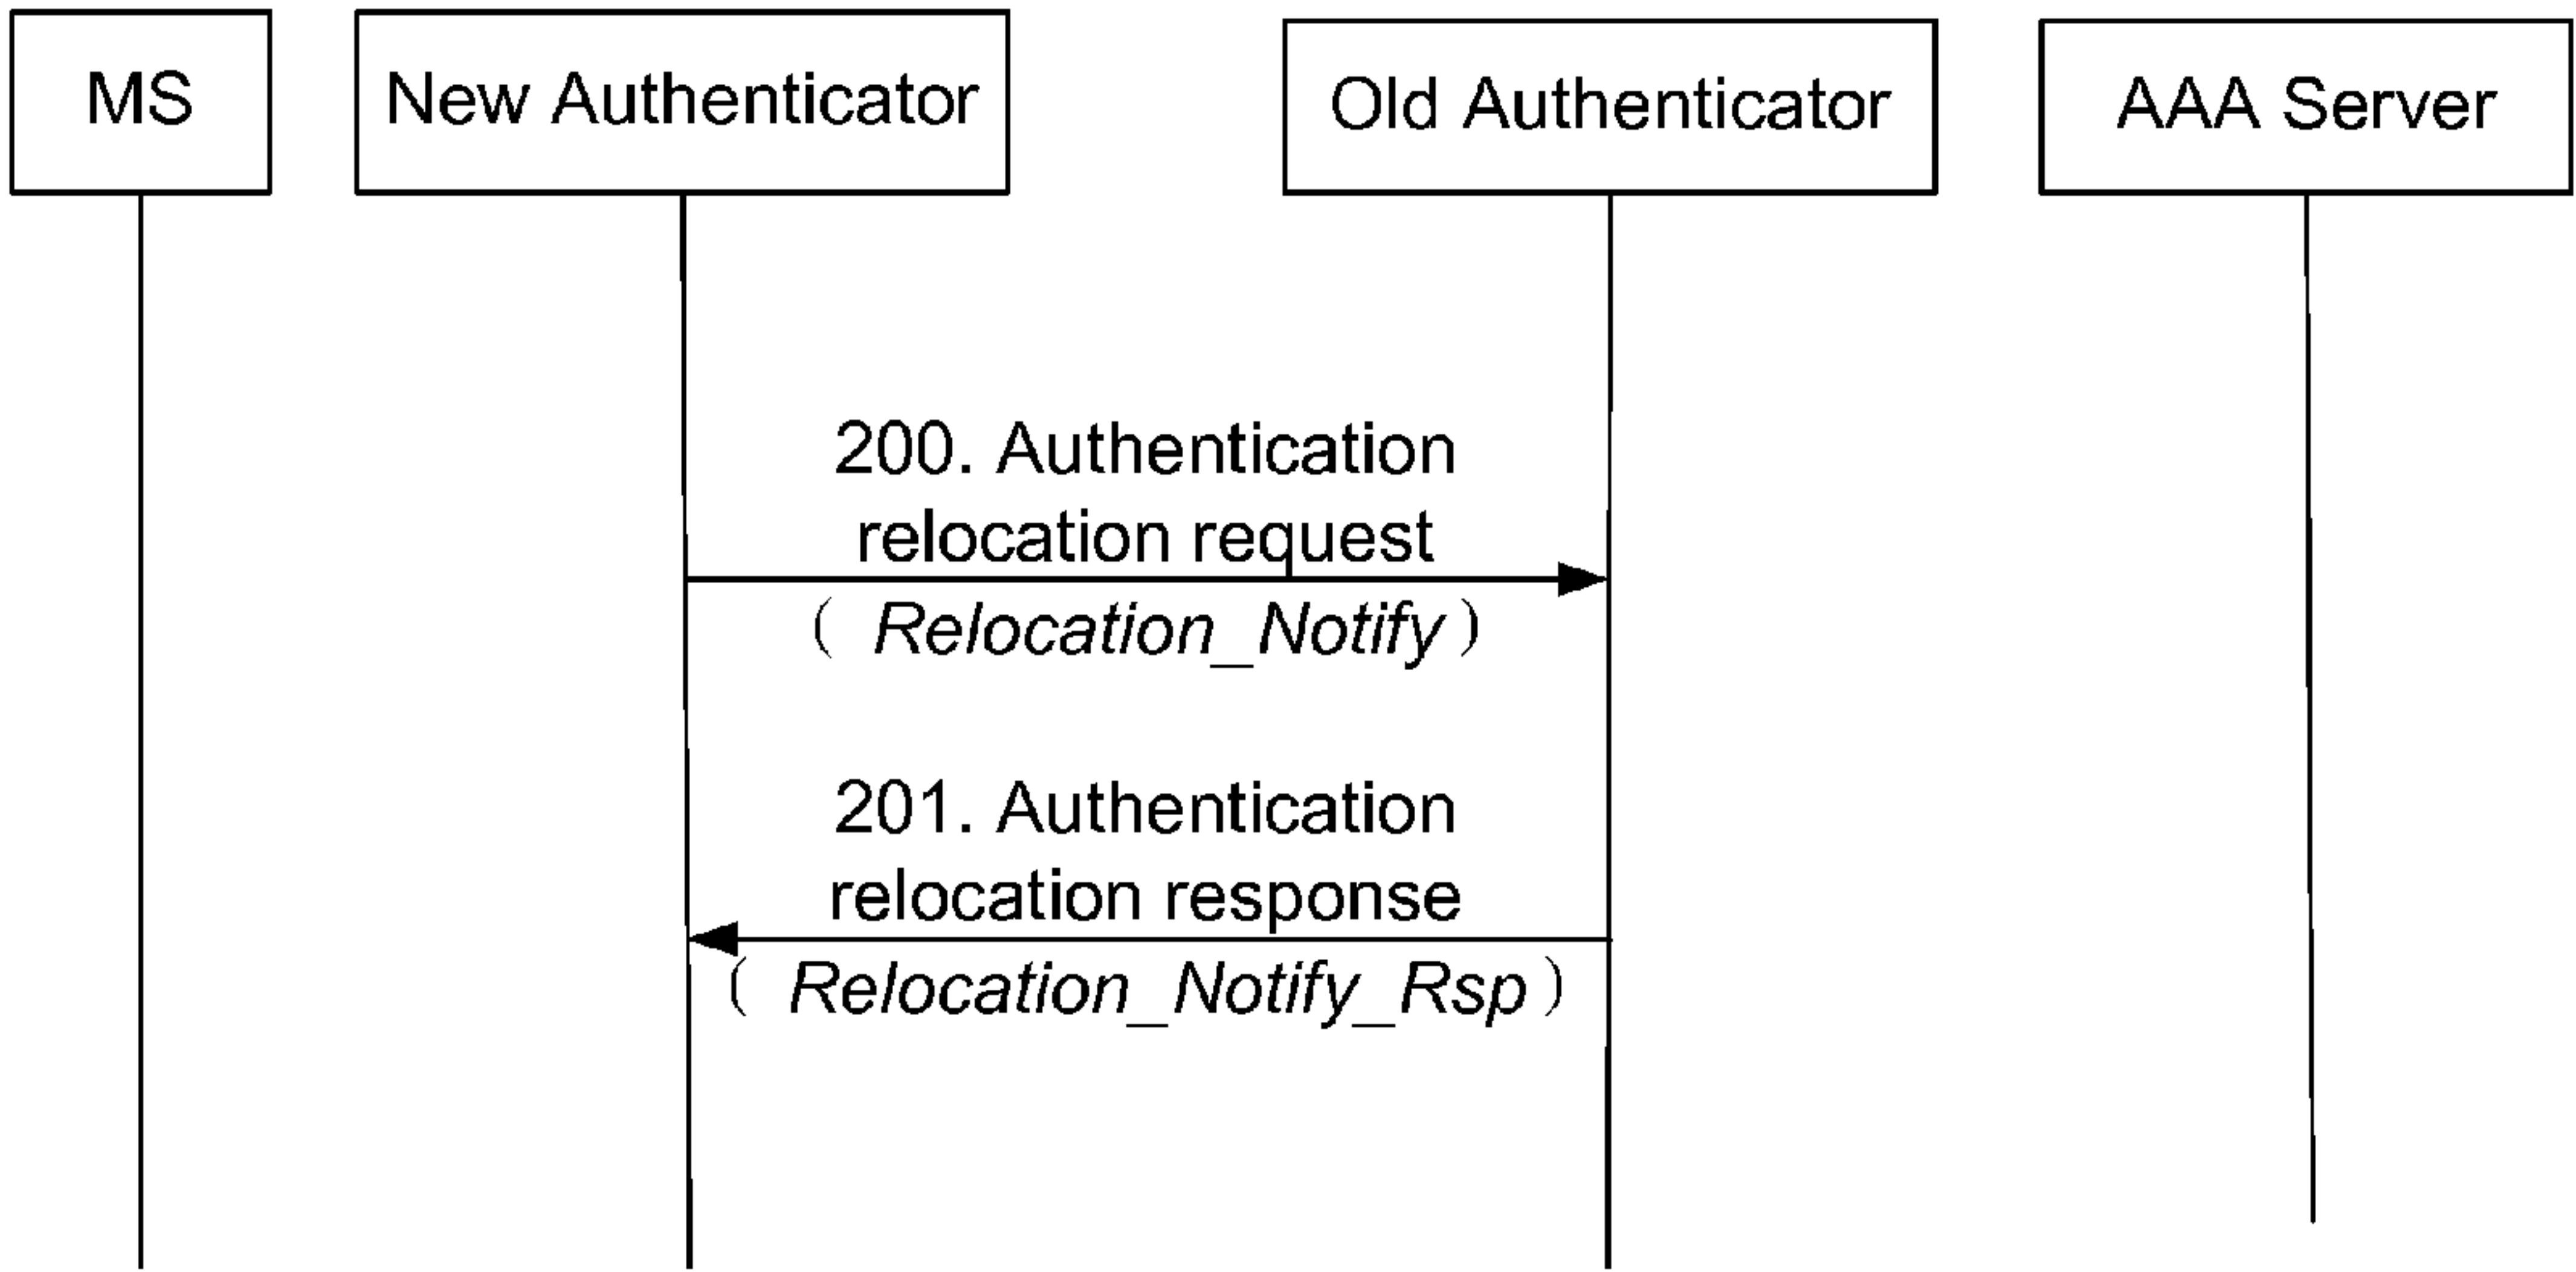 MS
New Authenticator
Old Authenticator
AAA Server
200. Authentication
relocation request
( Relocation_Notify )
201. Authentication
relocation response
( Relocation_Notify_Rsp )